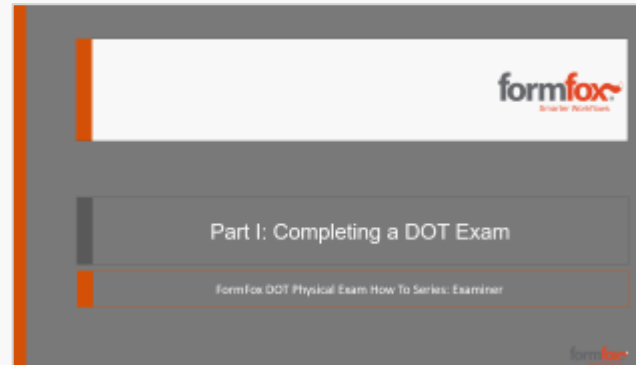 formfox
Smarter Workflows
Part I: Completing a DOT Exam
FormFox DOT Physical Exam How To Series: Examiner
formfox